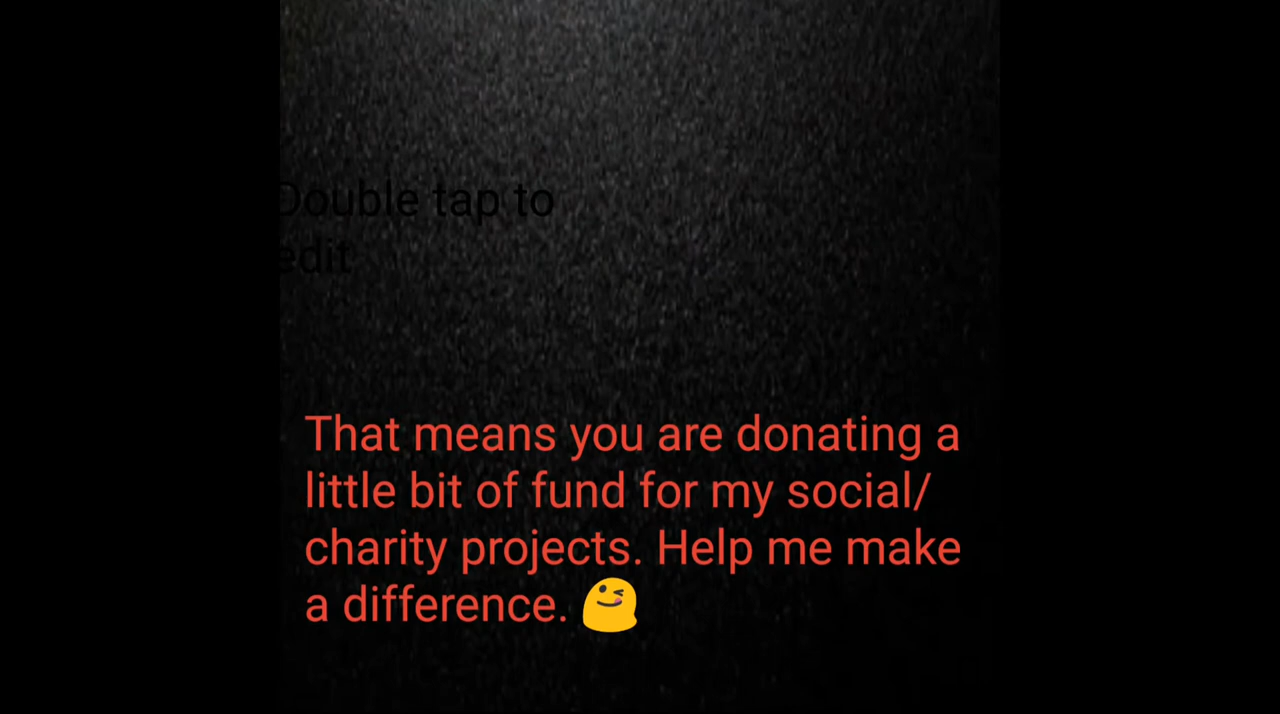 Double tap to
edit
That means you are donating a
little bit of fund for my social/
charity projects. Help me make
a difference. 😜